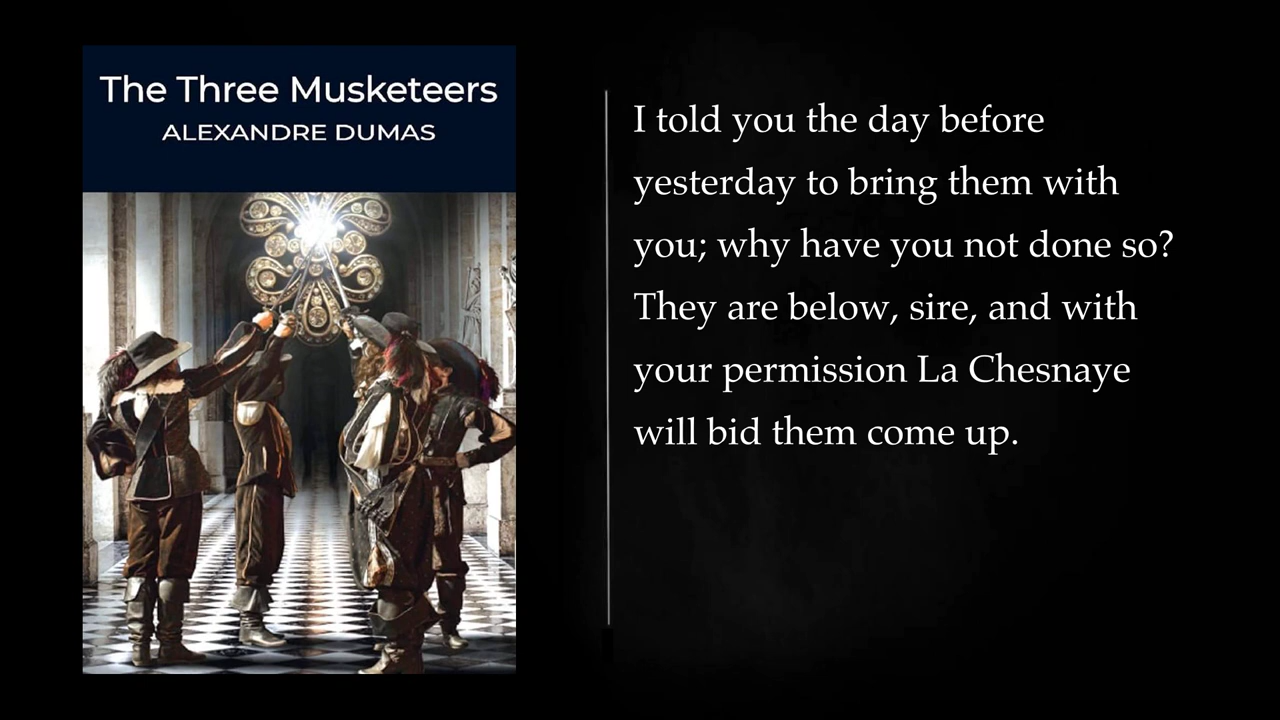 The Three Musketeers
ALEXANDRE DUMAS
I told you the day before
yesterday to bring them with
you; why have you not done so?
They are below, sire, and with
your permission La Chesnaye
will bid them come up.